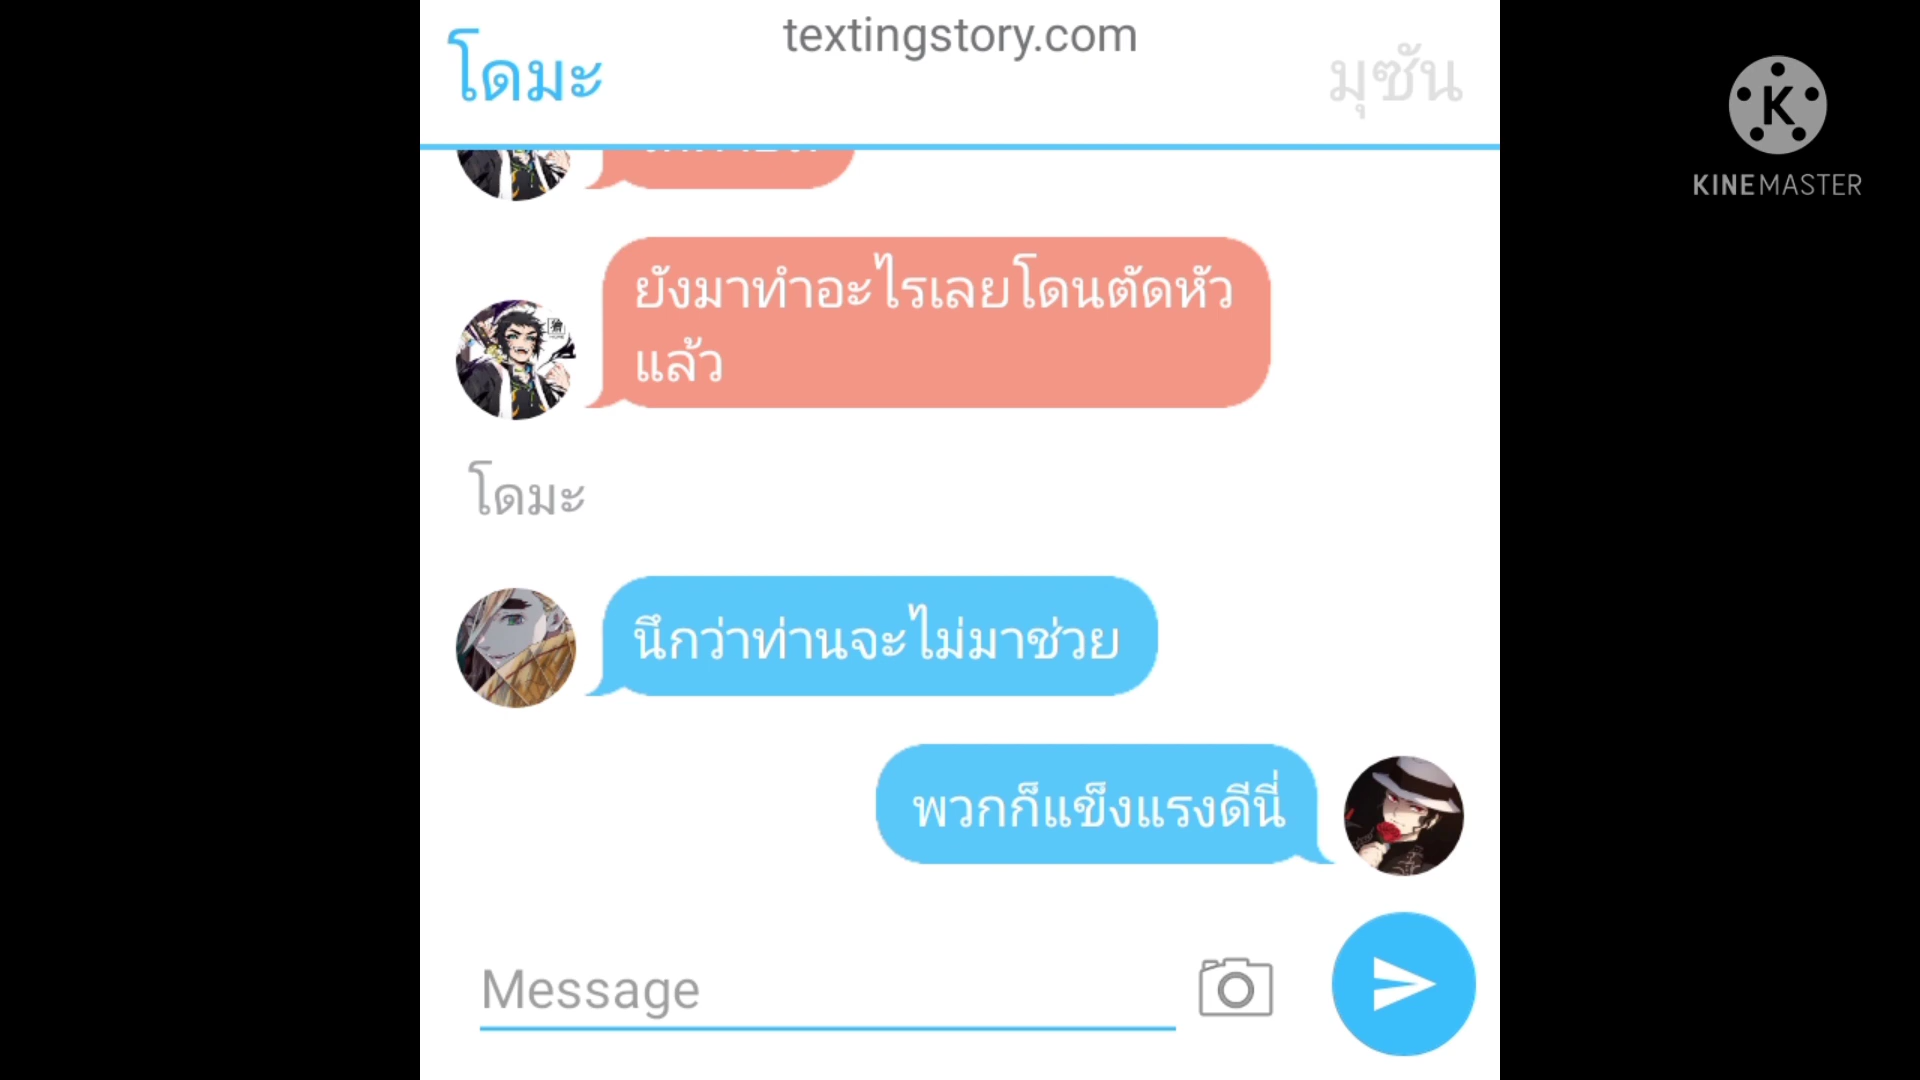 textingstory.com
โดมะ
มุซัน
K
KINEMASTER
ยังมาทำอะไรเลยโดนตัดหัว
แล้ว
โดมะ
นึกว่าท่านจะไม่มาช่วย
พวกก็แข็งแรงดีนี่
Message